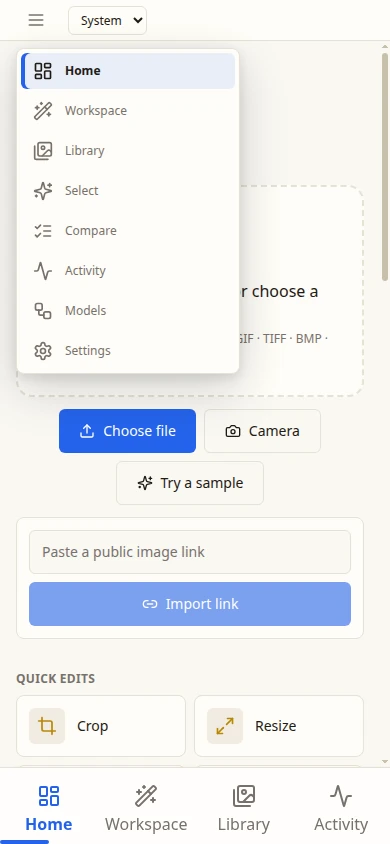 System
Home
Workspace
Library
Select
Compare
Activity
Models
Settings
r choose a
GIF · TIFF · BMP ·
Choose file
Camera
Try a sample
Paste a public image link
Import link
QUICK EDITS
Crop
Resize
Home
Workspace
Library
Activity